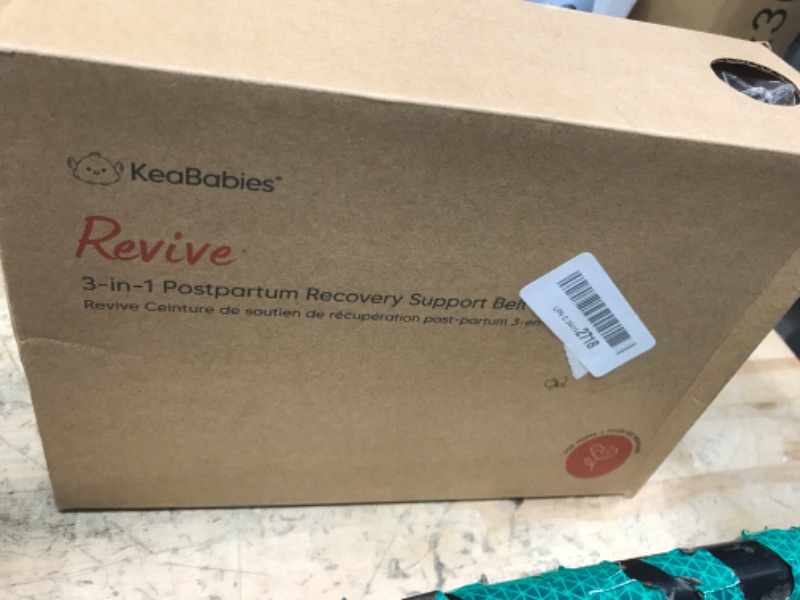 KeaBabies
Revive
3-in-1 Postpartum Recovery Support Belt
Revive Ceinture de soutien de récupération post-partum 3-en
2718